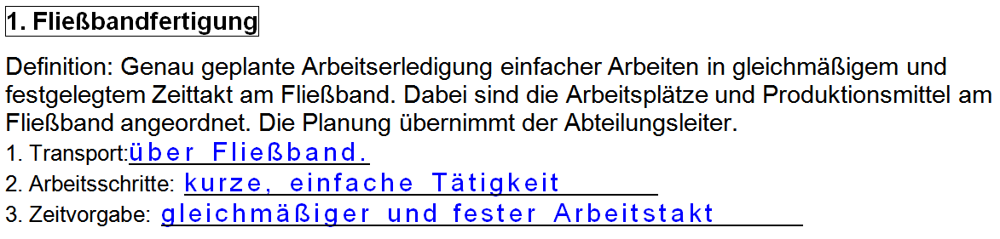 1. Fließbandfertigung
Definition: Genau geplante Arbeitserledigung einfacher Arbeiten in gleichmäßigem und
festgelegtem Zeittakt am Fließband. Dabei sind die Arbeitsplätze und Produktionsmittel am
Fließband angeordnet. Die Planung übernimmt der Abteilungsleiter.
1. Transport:über Fließband.
2. Arbeitsschritte: kurze, einfache Tätigkeit
3. Zeitvorgabe: gleichmäßiger und fester Arbeitstakt